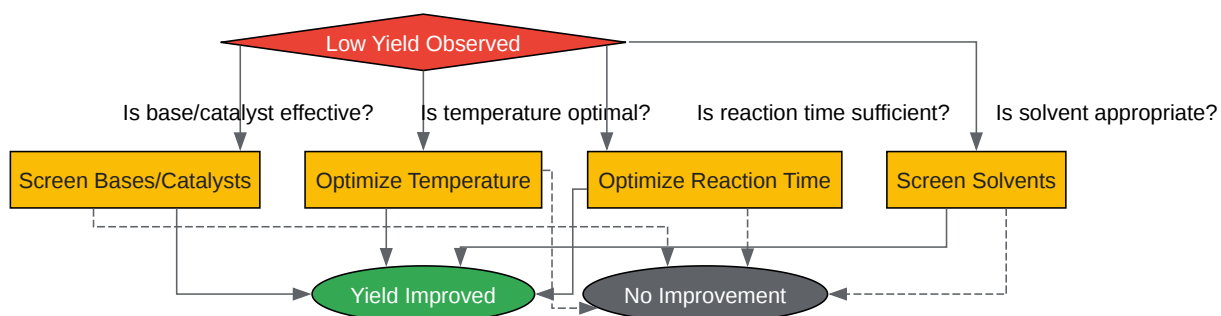 Low Yield Observed
Is base/catalyst effective?
Is temperature optimal?
Is reaction time sufficient?
Is solvent appropriate?
Screen Bases/Catalysts
Optimize Temperature
Optimize Reaction Time
Screen Solvents
Yield Improved
No Improvement